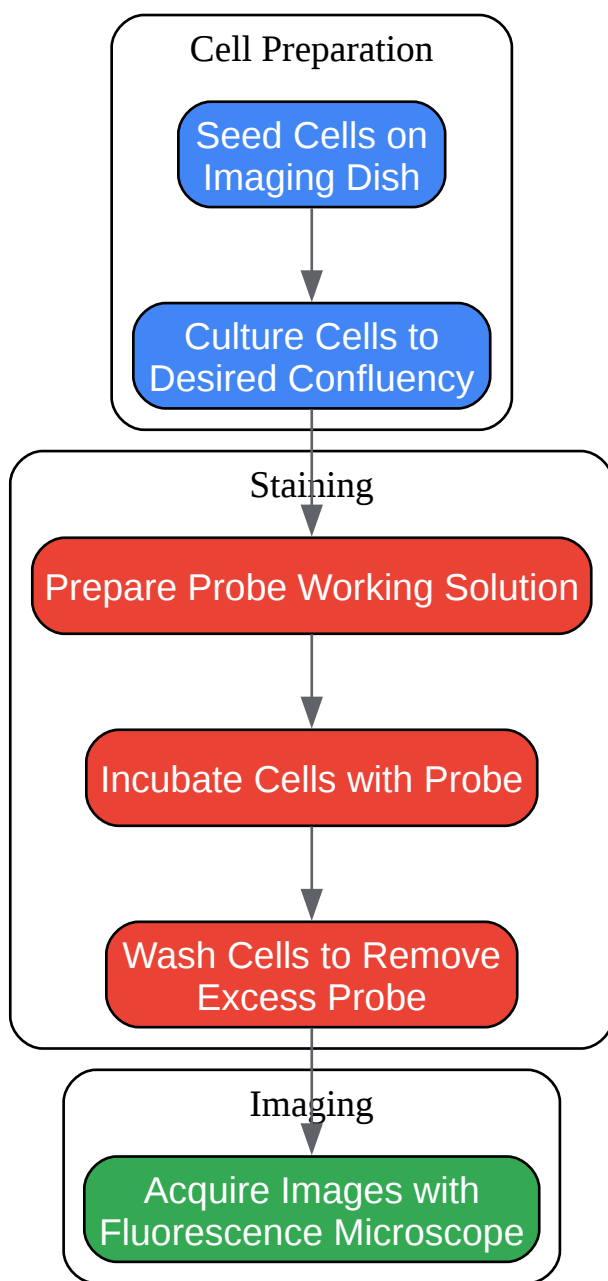 Cell Preparation
Seed Cells on
Imaging Dish
Culture Cells to
Desired Confluency
Staining
Prepare Probe Working Solution
Incubate Cells with Probe
Wash Cells to Remove
Excess Probe
Imaging
Acquire Images with
Fluorescence Microscope